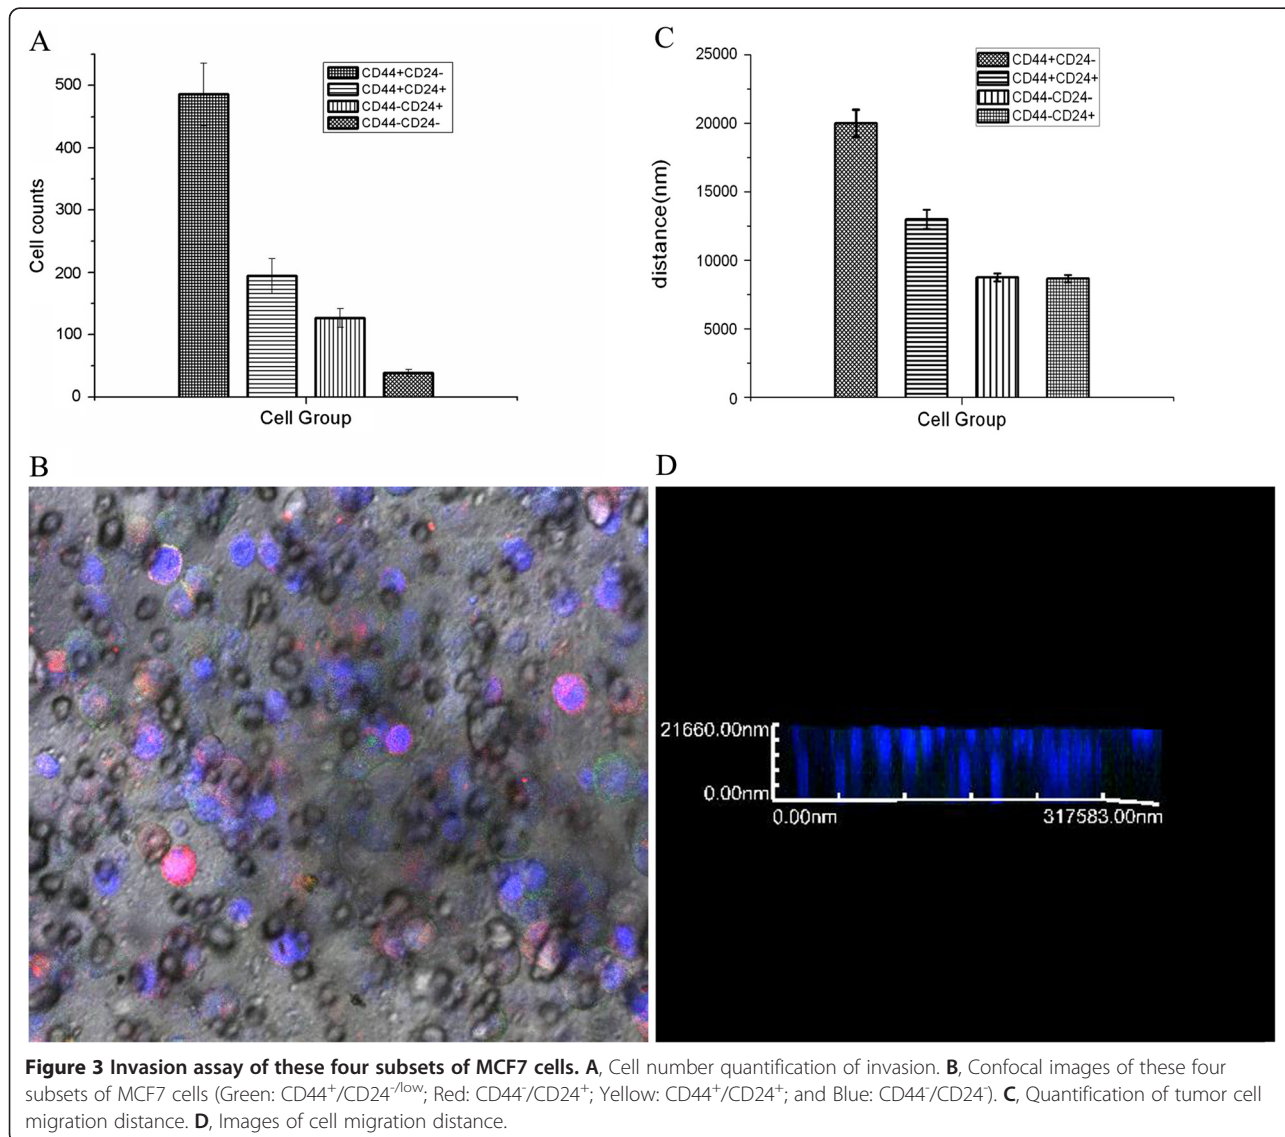 A
500
400
300
200
100
0
Cell counts
Cell Group
CD44+CD24-
CD44+CD24+
CD44-CD24+
CD44-CD24-
C
25000
20000
15000
10000
5000
0
distance(nm)
Cell Group
CD44+CD24-
CD44+CD24+
CD44-CD24-
CD44-CD24+
B
D
21660.00nm
0.00nm
0.00nm
317583.00nm
Figure 3 Invasion assay of these four subsets of MCF7 cells. A, Cell number quantification of invasion. B, Confocal images of these four
subsets of MCF7 cells (Green: CD44⁺/CD24⁻/low; Red: CD44⁻/CD24⁺; Yellow: CD44⁺/CD24⁺; and Blue: CD44⁻/CD24⁻). C, Quantification of tumor cell
migration distance. D, Images of cell migration distance.